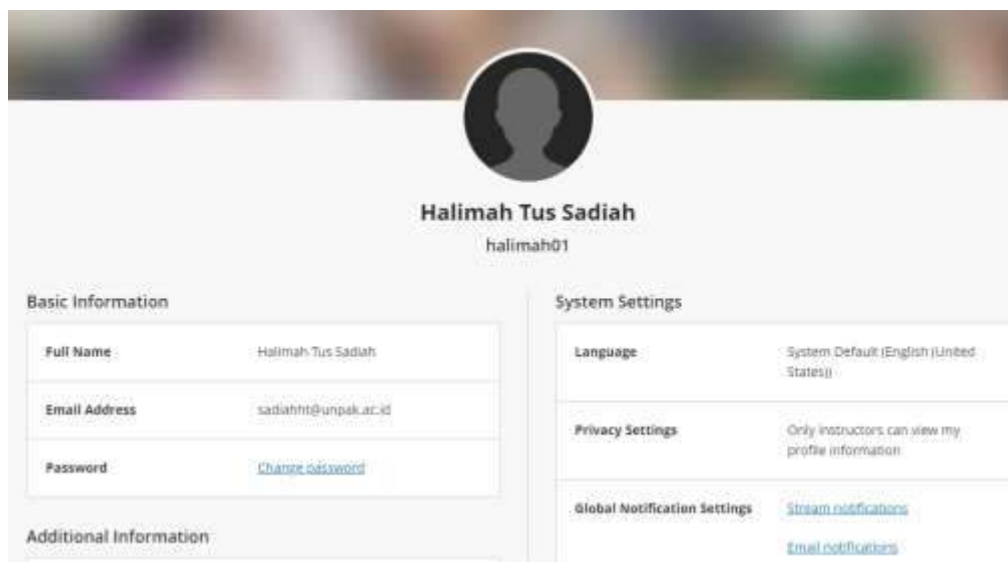 Halimah Tus Sadiah
halimah01
Basic Information
Full Name Halimah Tus Sadiah
Email Address sadiahht@unpak.ac.id
Password Change password
Additional Information
System Settings
Language System Default (English (United
States))
Privacy Settings Only instructors can view my
profile information
Global Notification Settings Stream notifications
Email notifications